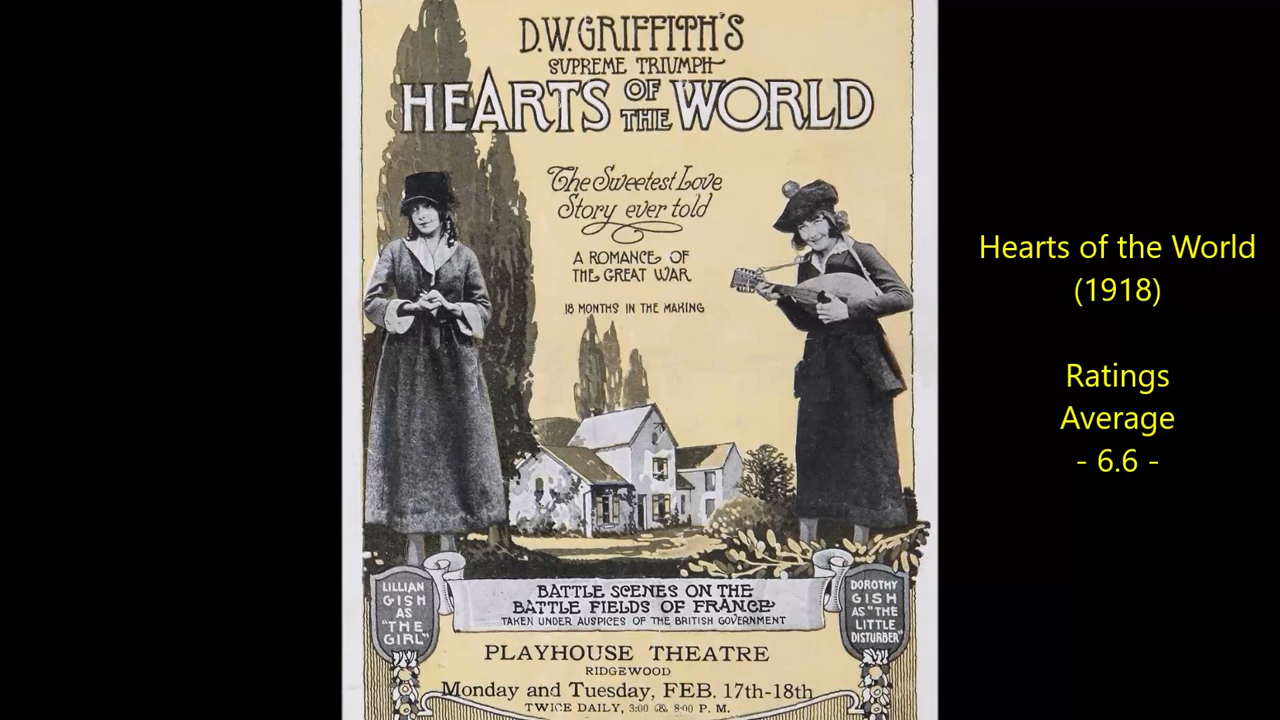 D.W. GRIFFITH'S
SUPREME TRIUMPH
HEARTS OF THE WORLD
The Sweetest Love
Story ever told
A ROMANCE OF
THE GREAT WAR
18 MONTHS IN THE MAKING
LILLIAN
GISH
AS
"THE
GIRL"
BATTLE SCENES ON THE
BATTLE FIELDS OF FRANCE
TAKEN UNDER AUSPICES OF THE BRITISH GOVERNMENT
DOROTHY
GISH
AS "THE
LITTLE
DISTURBER"
PLAYHOUSE THEATRE
RIDGEWOOD
Monday and Tuesday, FEB. 17th-18th
TWICE DAILY, 3:00 & 8:00 P. M.
Hearts of the World
(1918)
Ratings
Average
- 6.6 -